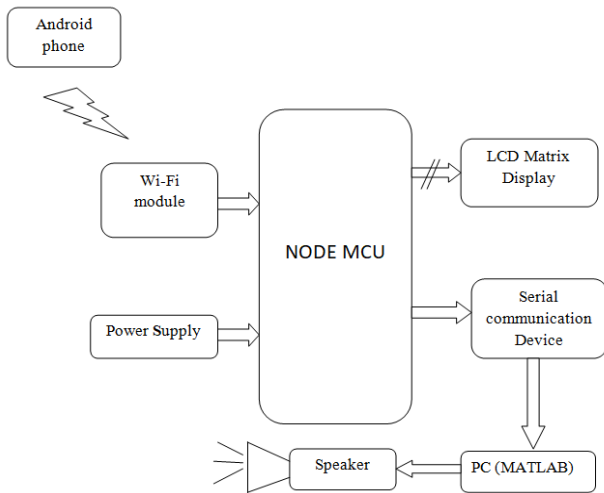 Android
phone
Wi-Fi
module
NODE MCU
LCD Matrix
Display
Power Supply
Serial
communication
Device
Speaker
PC (MATLAB)